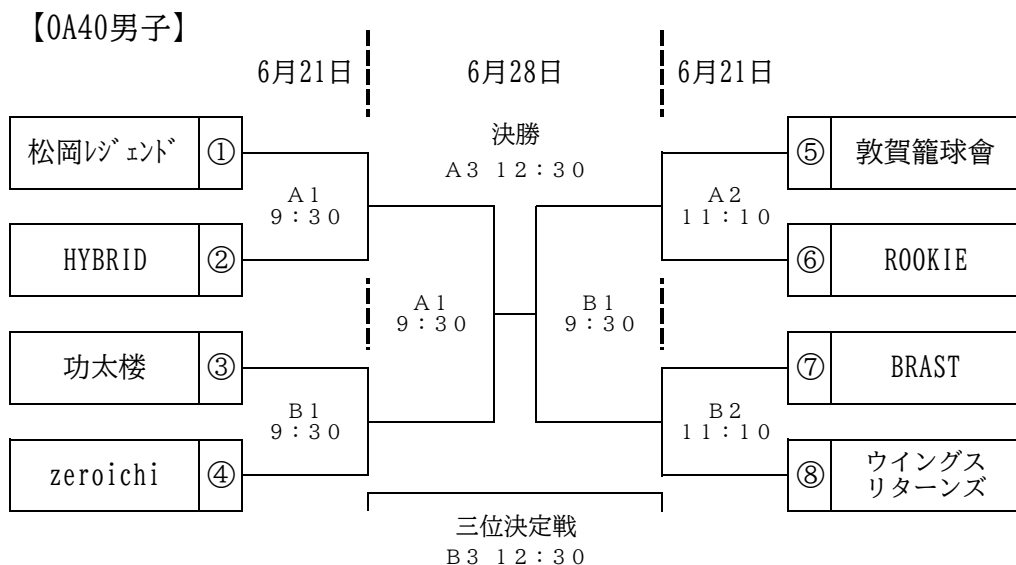 【OA40男子】
6月21日
6月28日
6月21日
決勝
A3 12：30
松岡ﾚｼﾞｪﾝﾄﾞ ①
HYBRID ②
功太楼 ③
zeroichi ④
A1
9：30
B1
9：30
A1
9：30
B1
9：30
A2
11：10
B2
11：10
⑤ 敦賀籠球會
⑥ ROOKIE
⑦ BRAST
⑧ ウイングス
リターンズ
三位決定戦
B3 12：30